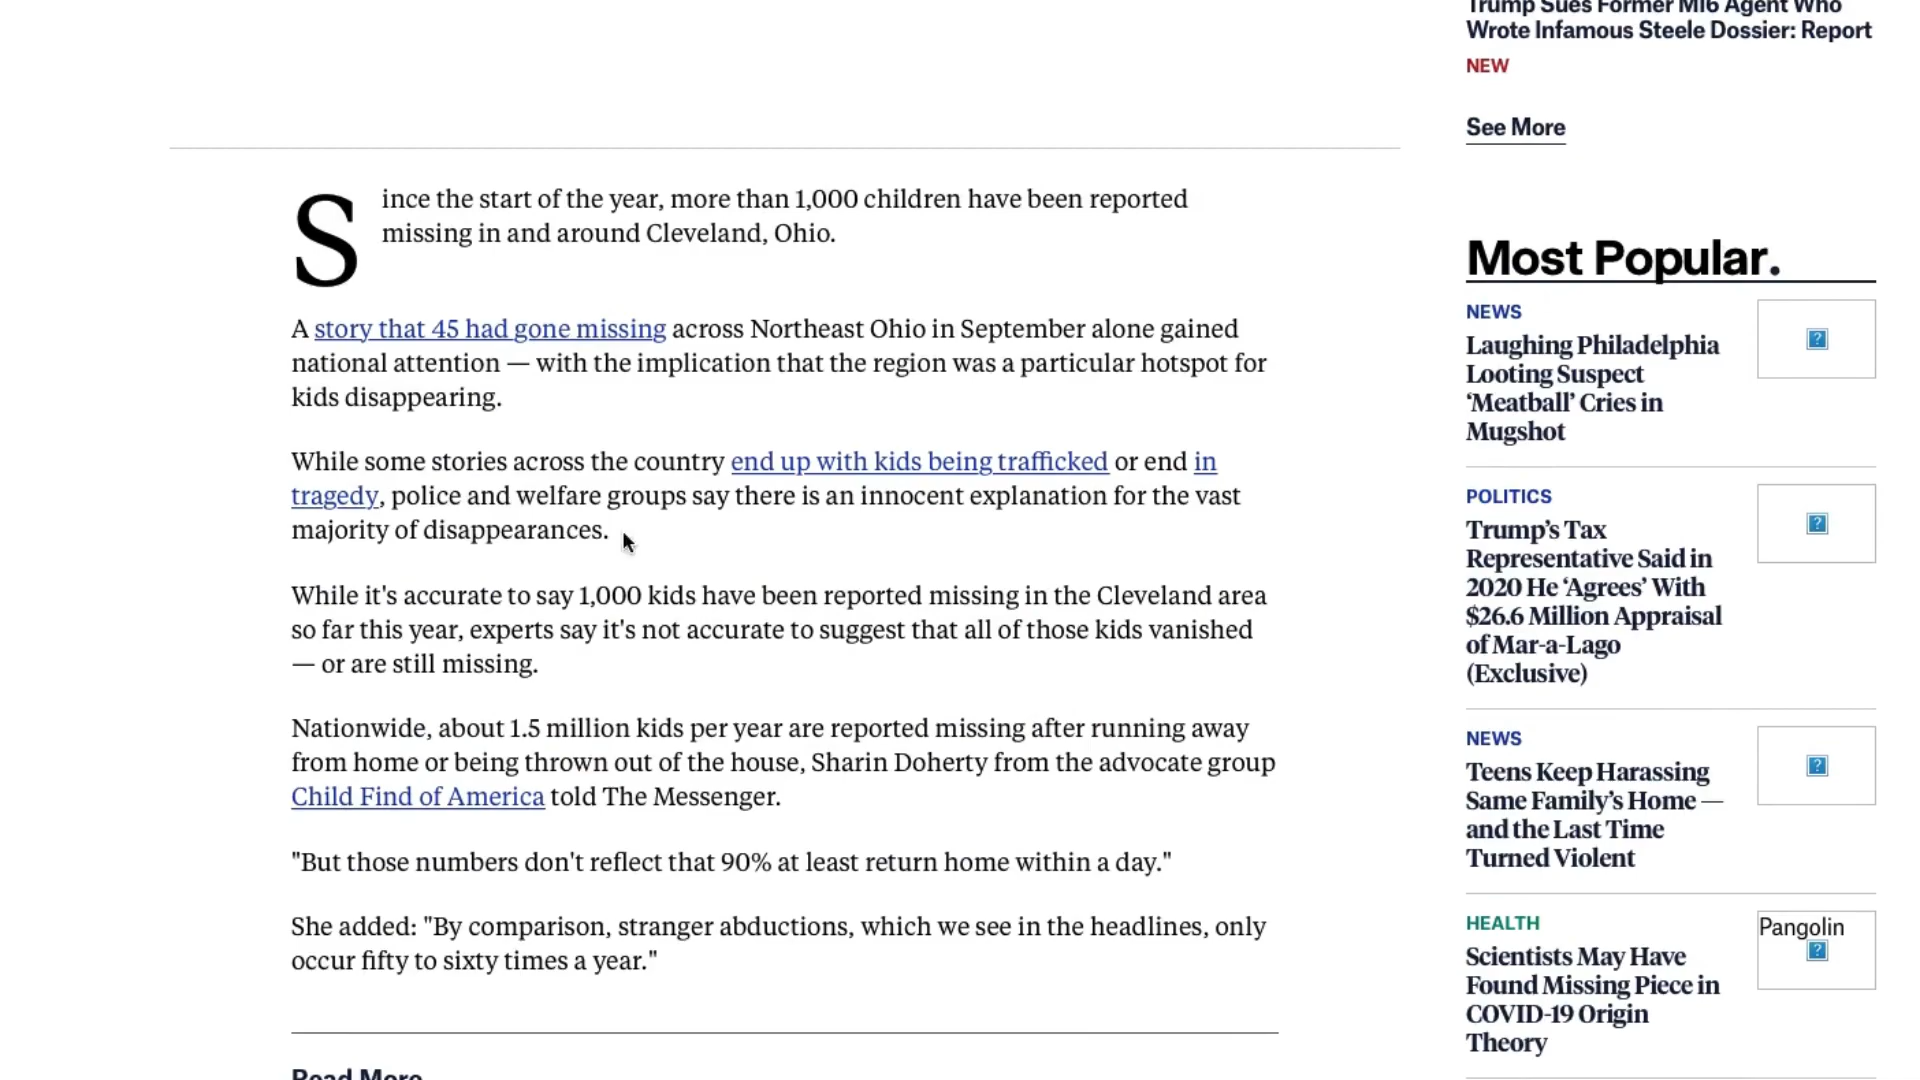 Trump Sues Former MI6 Agent Who
Wrote Infamous Steele Dossier: Report
NEW
See More
Since the start of the year, more than 1,000 children have been reported
missing in and around Cleveland, Ohio.
A story that 45 had gone missing across Northeast Ohio in September alone gained
national attention — with the implication that the region was a particular hotspot for
kids disappearing.
While some stories across the country end up with kids being trafficked or end in
tragedy, police and welfare groups say there is an innocent explanation for the vast
majority of disappearances.
While it's accurate to say 1,000 kids have been reported missing in the Cleveland area
so far this year, experts say it's not accurate to suggest that all of those kids vanished
— or are still missing.
Nationwide, about 1.5 million kids per year are reported missing after running away
from home or being thrown out of the house, Sharin Doherty from the advocate group
Child Find of America told The Messenger.
"But those numbers don't reflect that 90% at least return home within a day."
She added: "By comparison, stranger abductions, which we see in the headlines, only
occur fifty to sixty times a year."
Read More
Most Popular.
NEWS
Laughing Philadelphia
Looting Suspect
‘Meatball’ Cries in
Mugshot
POLITICS
Trump’s Tax
Representative Said in
2020 He ‘Agrees’ With
$26.6 Million Appraisal
of Mar-a-Lago
(Exclusive)
NEWS
Teens Keep Harassing
Same Family’s Home —
and the Last Time
Turned Violent
HEALTH
Scientists May Have
Found Missing Piece in
COVID-19 Origin
Theory
Pangolin